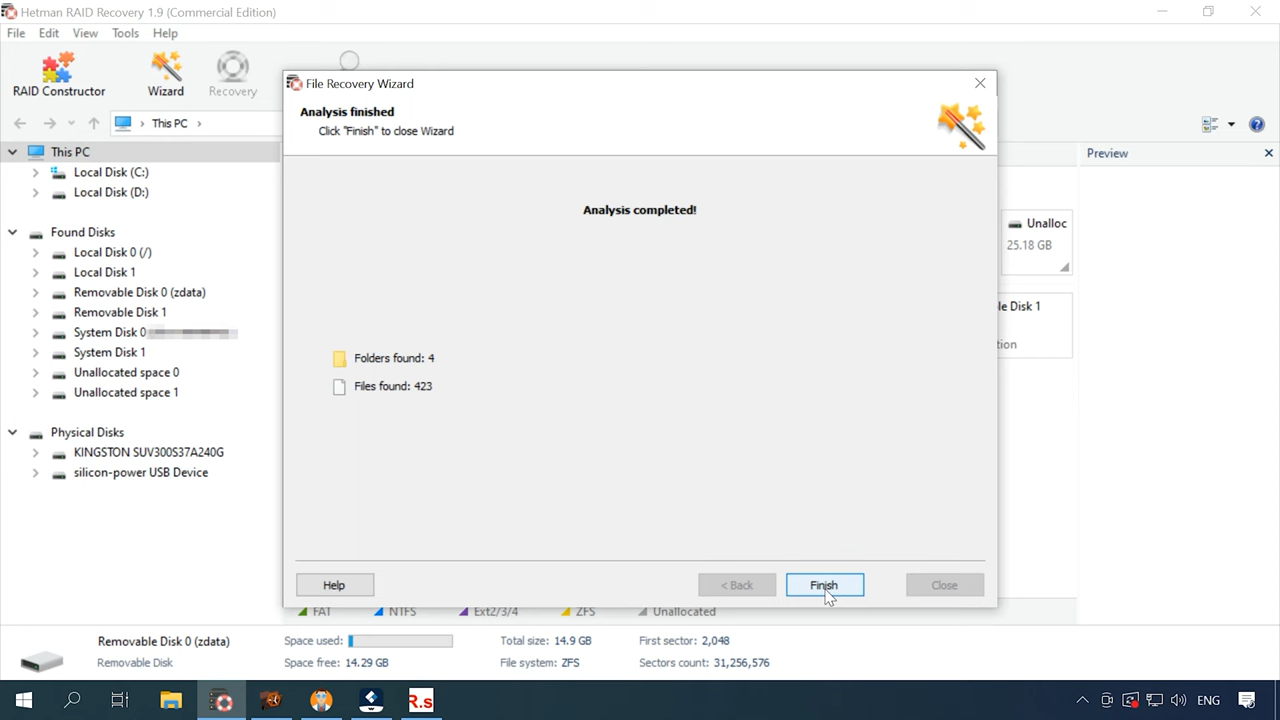 Hetman RAID Recovery 1.9 (Commercial Edition)
File Edit View Tools Help
RAID Constructor
Wizard
Recovery
This PC
File Recovery Wizard
Analysis finished
Click "Finish" to close Wizard
Analysis completed!
Folders found: 4
Files found: 423
Help
< Back
Finish
Close
This PC
Local Disk (C:)
Local Disk (D:)
Found Disks
Local Disk 0 (/)
Local Disk 1
Removable Disk 0 (zdata)
Removable Disk 1
System Disk 0
System Disk 1
Unallocated space 0
Unallocated space 1
Physical Disks
KINGSTON SUV300S37A240G
silicon-power USB Device
Preview
Unalloc
25.18 GB
le Disk 1
tion
FAT NTFS Ext2/3/4 ZFS Unallocated
Removable Disk 0 (zdata)
Removable Disk
Space used:
Space free: 14.29 GB
Total size: 14.9 GB
File system: ZFS
First sector: 2,048
Sectors count: 31,256,576
R.s
ENG